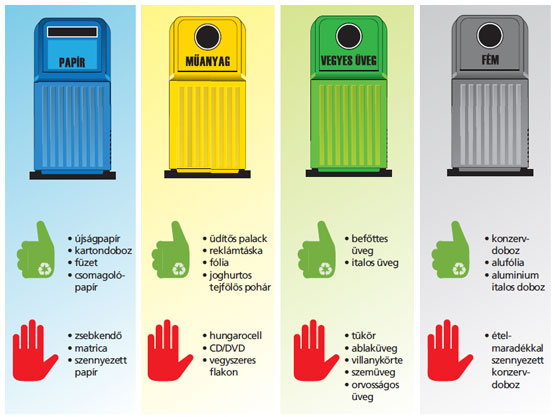 PAPÍR
MŰANYAG
VEGYES ÜVEG
FÉM
• újságpapír
• kartondoboz
• füzet
• csomagoló-
papír
• üdítős palack
• reklámtáska
• fólia
• joghurtos
tejfölös pohár
• befőttes
üveg
• italos üveg
• konzerv-
doboz
• alufólia
• aluminium
italos doboz
• zsebkendő
• matrica
• szennyezett
papír
• hungarocell
• CD/DVD
• vegyszeres
flakon
• tükör
• ablaküveg
• villanykörte
• szemüveg
• orvosságos
üveg
• étel-
maradékkal
szennyezett
konzerv-
doboz